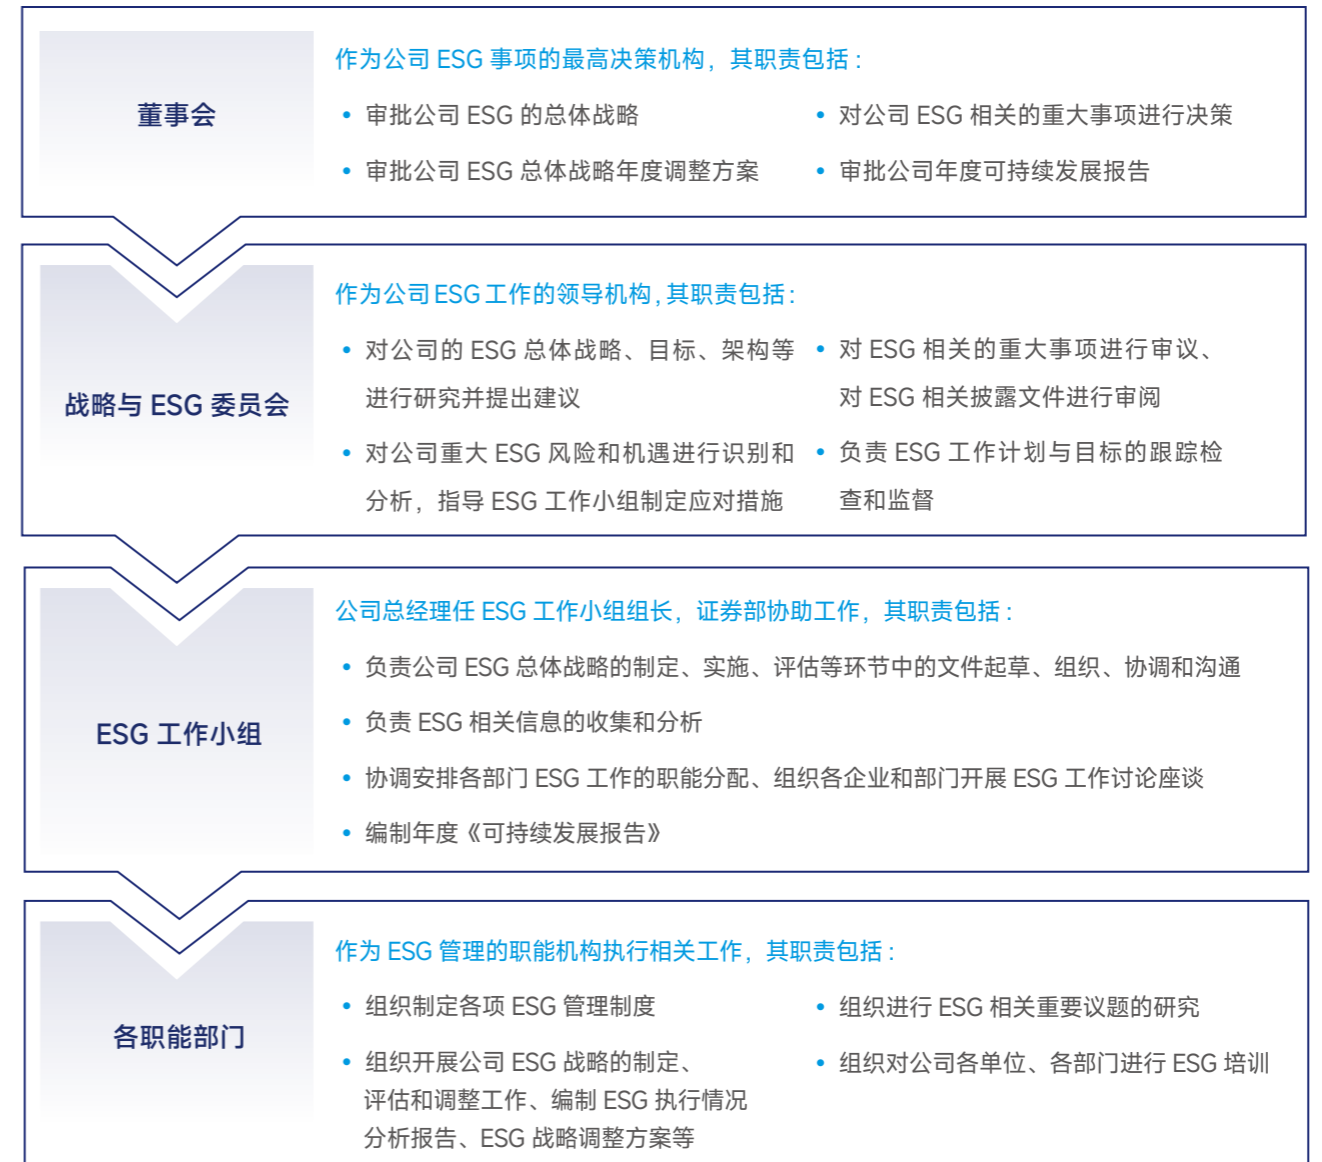 董事会
作为公司 ESG 事项的最高决策机构，其职责包括：
• 审批公司 ESG 的总体战略
• 对公司 ESG 相关的重大事项进行决策
• 审批公司 ESG 总体战略年度调整方案
• 审批公司年度可持续发展报告
战略与 ESG 委员会
作为公司 ESG 工作的领导机构，其职责包括：
• 对公司的 ESG 总体战略、目标、架构等
进行研究并提出建议
• 对 ESG 相关的重大事项进行审议、
对 ESG 相关披露文件进行审阅
• 对公司重大 ESG 风险和机遇进行识别和
分析，指导 ESG 工作小组制定应对措施
• 负责 ESG 工作计划与目标的跟踪检
查和监督
ESG 工作小组
公司总经理任 ESG 工作小组组长，证券部协助工作，其职责包括：
• 负责公司 ESG 总体战略的制定、实施、评估等环节中的文件起草、组织、协调和沟通
• 负责 ESG 相关信息的收集和分析
• 协调安排各部门 ESG 工作的职能分配、组织各企业和部门开展 ESG 工作讨论座谈
• 编制年度《可持续发展报告》
各职能部门
作为 ESG 管理的职能机构执行相关工作，其职责包括：
• 组织制定各项 ESG 管理制度
• 组织进行 ESG 相关重要议题的研究
• 组织开展公司 ESG 战略的制定、
评估和调整工作、编制 ESG 执行情况
分析报告、ESG 战略调整方案等
• 组织对公司各单位、各部门进行 ESG 培训